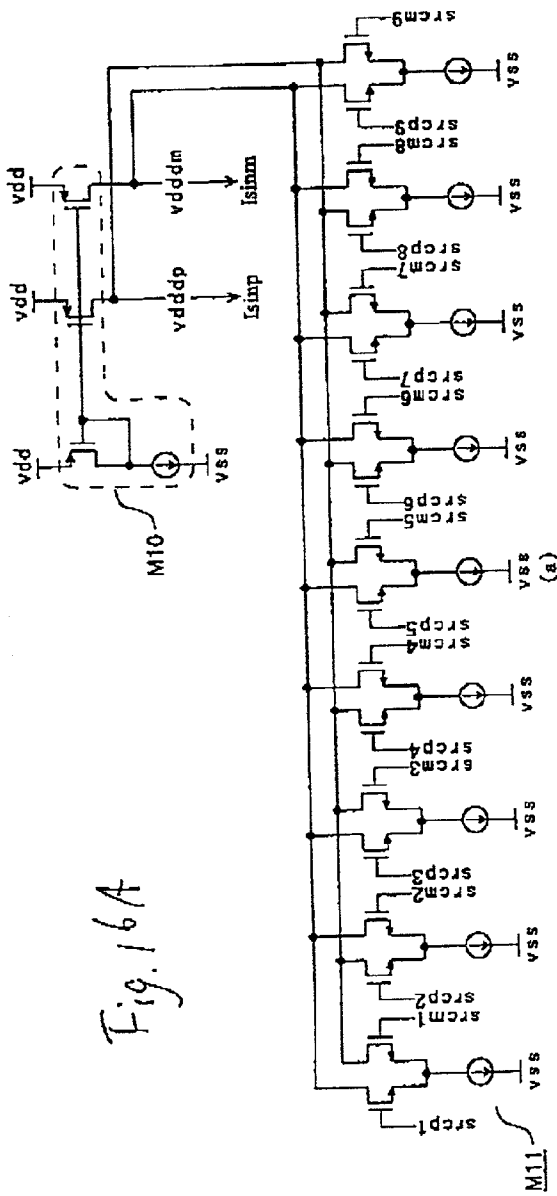 Fig. 16A
M10
vdd
vdd
vdd
vss
vdddp
vdddm
Isinp
Isinm
M11
srcp1
srcm1
srcp2
srcm2
srcp3
srcm3
srcp4
srcm4
srcp5
srcm5
srcp6
srcm6
srcp7
srcm7
srcp8
srcm8
srcp9
srcm9
vss
vss
vss
vss
vss
vss
vss
vss
vss
(a)